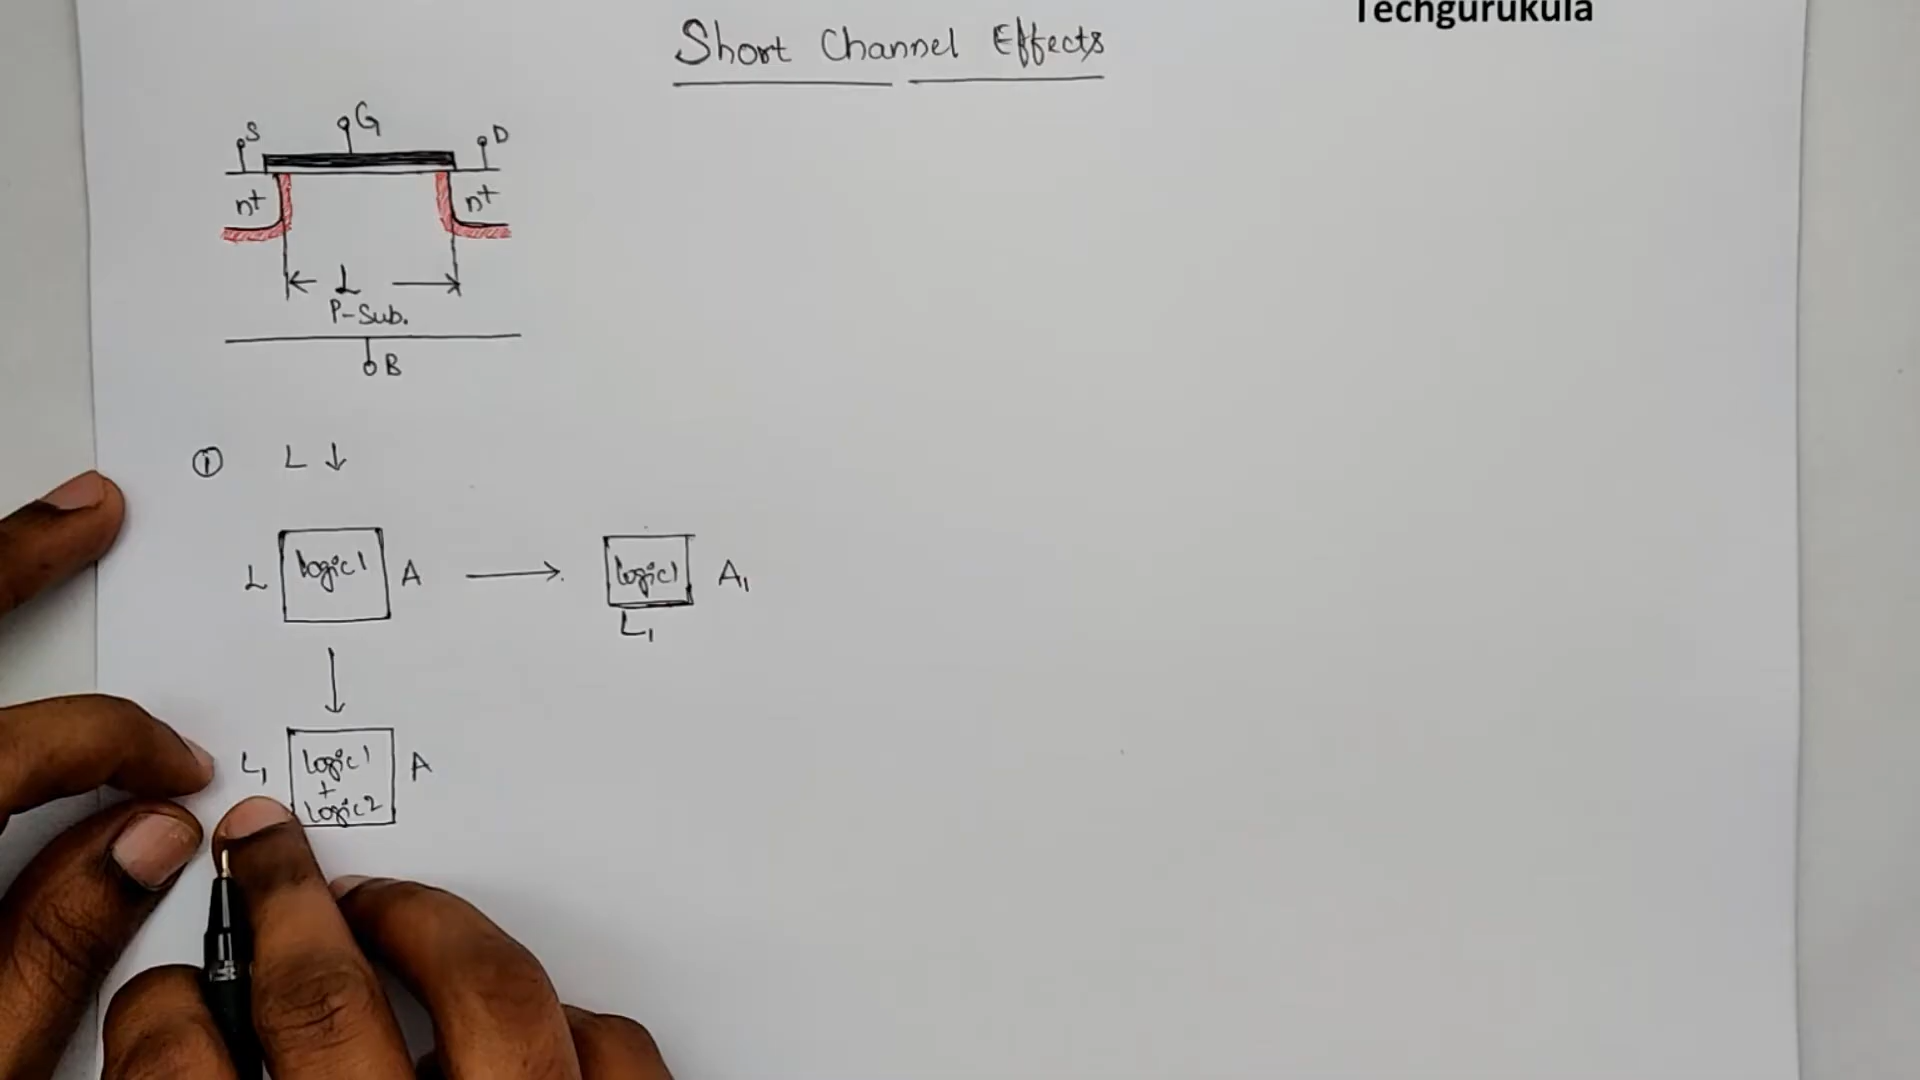 Techgurukula
Short Channel Effects
S
G
D
n+
n+
L
P-Sub.
B
① L ↓
L
logic1
A
→
logic1
A₁
L₁
↓
L₁
logic1
+
logic2
A